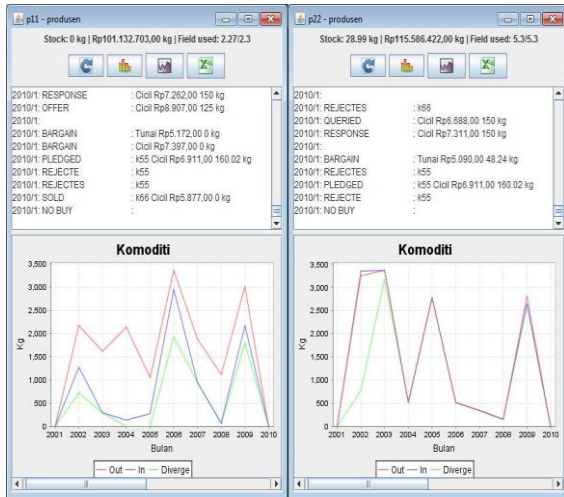 p11 - produsen
Stock: 0 kg | Rp101.132.703,00 kg | Field used: 2.27/2.3
2010/1: RESPONSE : Cicil Rp7.262,00 150 kg
2010/1: OFFER : Cicil Rp8.907,00 125 kg
2010/1:
2010/1: BARGAIN : Tunai Rp5.172,00 0 kg
2010/1: BARGAIN : Cicil Rp7.397,00 0 kg
2010/1: PLEDGED : k55 Cicil Rp6.911,00 160.02 kg
2010/1: REJECTE : k55
2010/1: REJECTES : k55
2010/1: SOLD : k66 Cicil Rp5.877,00 0 kg
2010/1: NO BUY :
Komoditi
3,500
3,000
2,500
2,000
1,500
1,000
500
0
Kg
2001 2002 2003 2004 2005 2006 2007 2008 2009 2010
Bulan
Out In Diverge
p22 - produsen
Stock: 28.99 kg | Rp115.586.422,00 kg | Field used: 5.3/5.3
2010/1:
2010/1: REJECTES : k66
2010/1: QUERIED : Cicil Rp6.688,00 150 kg
2010/1: RESPONSE : Cicil Rp7.311,00 150 kg
2010/1:
2010/1: BARGAIN : Tunai Rp5.090,00 48.24 kg
2010/1: REJECTES : k55
2010/1: PLEDGED : k55 Cicil Rp6.911,00 160.02 kg
2010/1: REJECTE : k55
2010/1: NO BUY :
Komoditi
3,500
3,000
2,500
2,000
1,500
1,000
500
0
Kg
2001 2002 2003 2004 2005 2006 2007 2008 2009 2010
Bulan
Out In Diverge